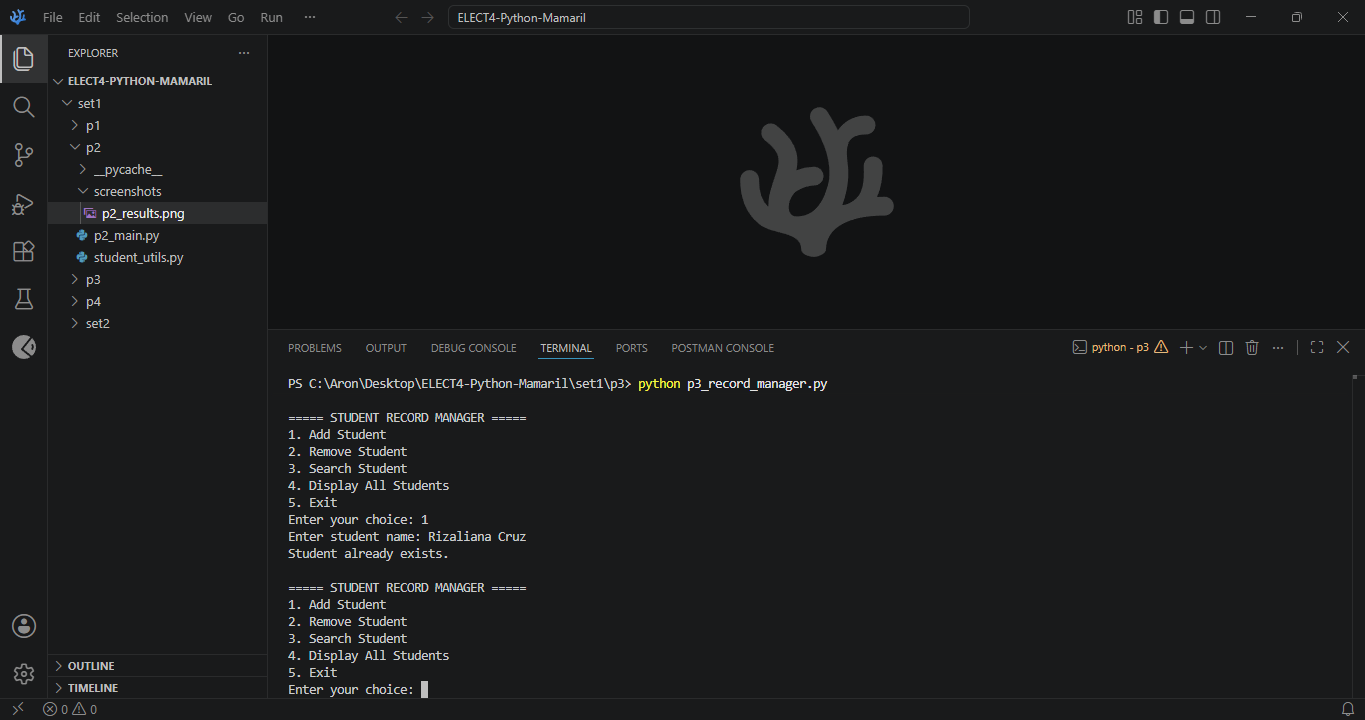 File Edit Selection View Go Run ···
ELECT4-Python-Mamaril
EXPLORER ···
ELECT4-PYTHON-MAMARIL
set1
p1
p2
__pycache__
screenshots
p2_results.png
p2_main.py
student_utils.py
p3
p4
set2
OUTLINE
TIMELINE
PROBLEMS OUTPUT DEBUG CONSOLE TERMINAL PORTS POSTMAN CONSOLE
python - p3
PS C:\Aron\Desktop\ELECT4-Python-Mamaril\set1\p3> python p3_record_manager.py
===== STUDENT RECORD MANAGER =====
1. Add Student
2. Remove Student
3. Search Student
4. Display All Students
5. Exit
Enter your choice: 1
Enter student name: Rizaliana Cruz
Student already exists.
===== STUDENT RECORD MANAGER =====
1. Add Student
2. Remove Student
3. Search Student
4. Display All Students
5. Exit
Enter your choice:
0 0